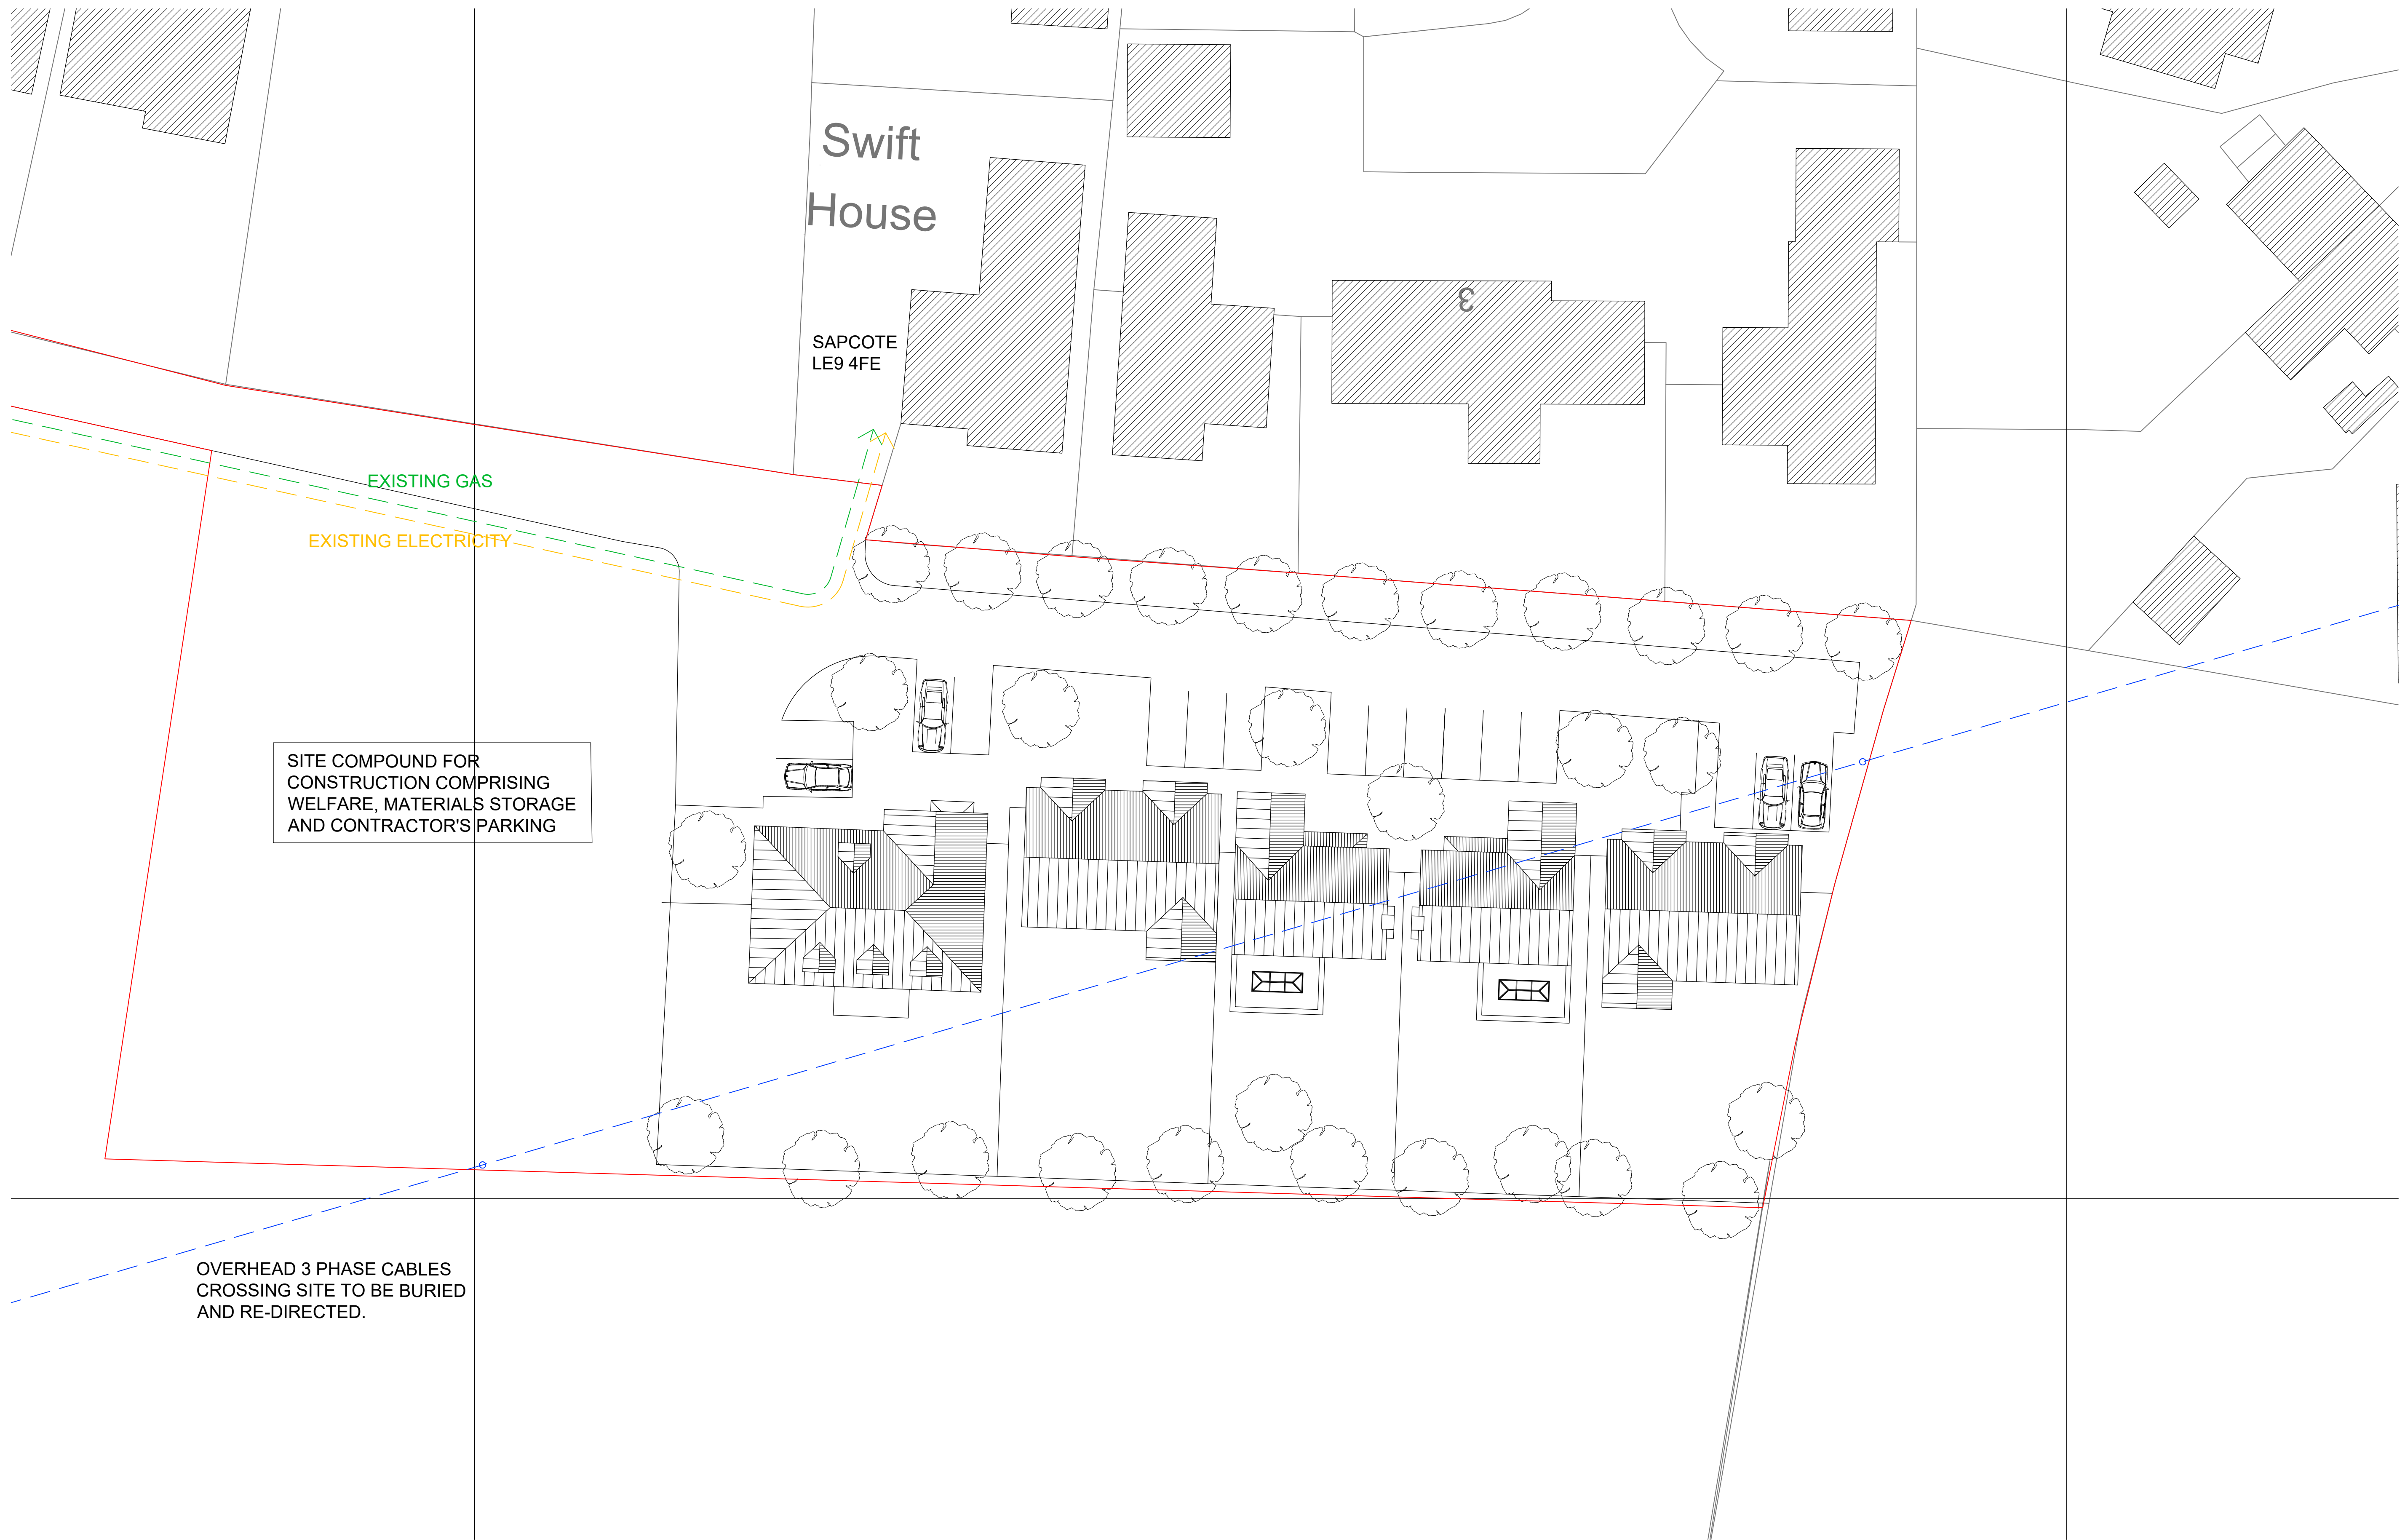 Swift
House
3
SAPCOTE
LE9 4FE
EXISTING GAS
EXISTING ELECTRICITY
SITE COMPOUND FOR
CONSTRUCTION COMPRISING
WELFARE, MATERIALS STORAGE
AND CONTRACTOR'S PARKING
OVERHEAD 3 PHASE CABLES
CROSSING SITE TO BE BURIED
AND RE-DIRECTED.